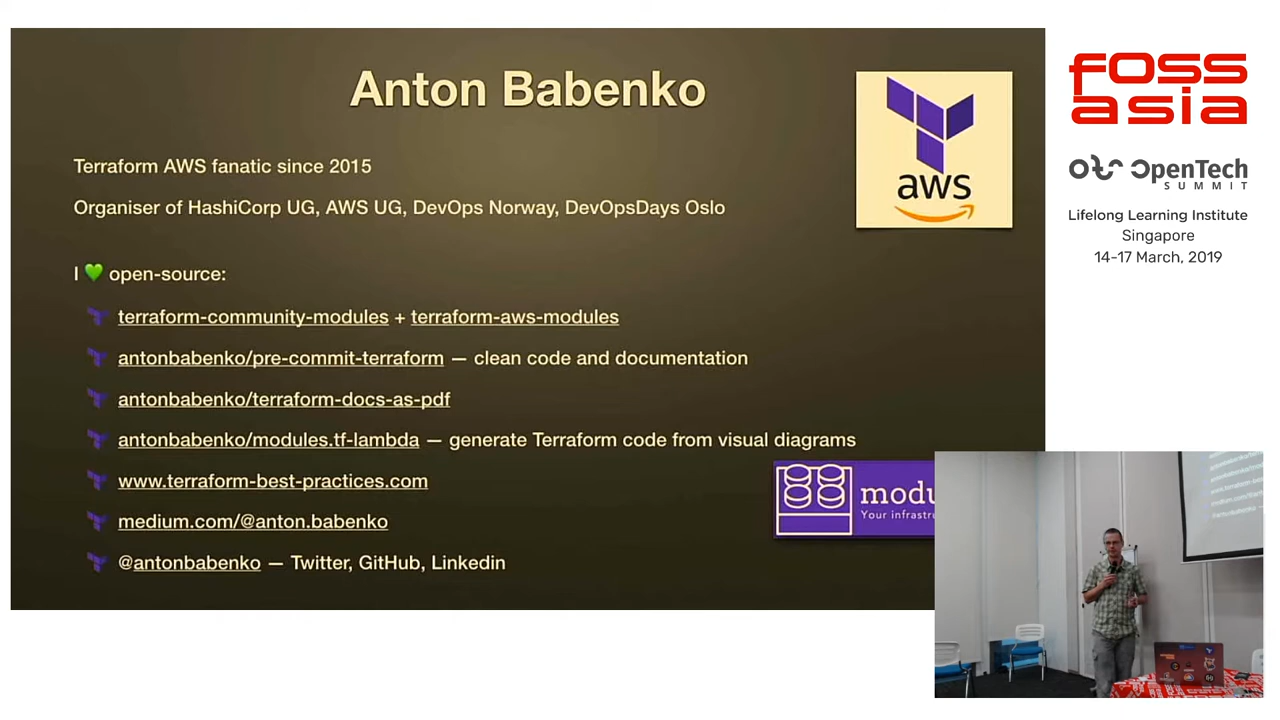 Anton Babenko
aws
Terraform AWS fanatic since 2015
Organiser of HashiCorp UG, AWS UG, DevOps Norway, DevOpsDays Oslo
I 💚 open-source:
terraform-community-modules + terraform-aws-modules
antonbabenko/pre-commit-terraform — clean code and documentation
antonbabenko/terraform-docs-as-pdf
antonbabenko/modules.tf-lambda — generate Terraform code from visual diagrams
www.terraform-best-practices.com
medium.com/@anton.babenko
@antonbabenko — Twitter, GitHub, Linkedin
modu
Your infrastr
fOSS
asia
OpenTech
SUMMIT
Lifelong Learning Institute
Singapore
14-17 March, 2019